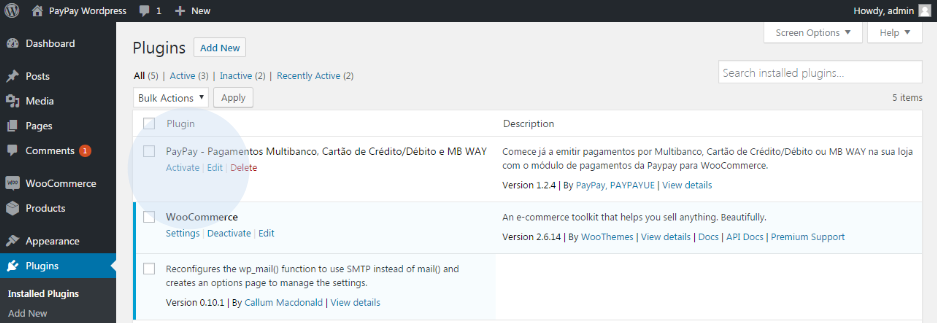 PayPay Wordpress 1 + New Howdy, admin
Screen Options ▼ Help ▼
Dashboard
Posts
Media
Pages
Comments 1
WooCommerce
Products
Appearance
Plugins
Installed Plugins
Add New
Plugins Add New
All (5) | Active (3) | Inactive (2) | Recently Active (2)
Search installed plugins...
Bulk Actions ▼ Apply
5 items
Plugin Description
PayPay - Pagamentos Multibanco, Cartão de Crédito/Débito e MB WAY
Activate | Edit | Delete
Comece já a emitir pagamentos por Multibanco, Cartão de Crédito/Débito ou MB WAY na sua loja
com o módulo de pagamentos da Paypay para WooCommerce.
Version 1.2.4 | By PayPay, PAYPAYUE | View details
WooCommerce
Settings | Deactivate | Edit
An e-commerce toolkit that helps you sell anything. Beautifully.
Version 2.6.14 | By WooThemes | View details | Docs | API Docs | Premium Support
Reconfigures the wp_mail() function to use SMTP instead of mail() and
creates an options page to manage the settings.
Version 0.10.1 | By Callum Macdonald | View details